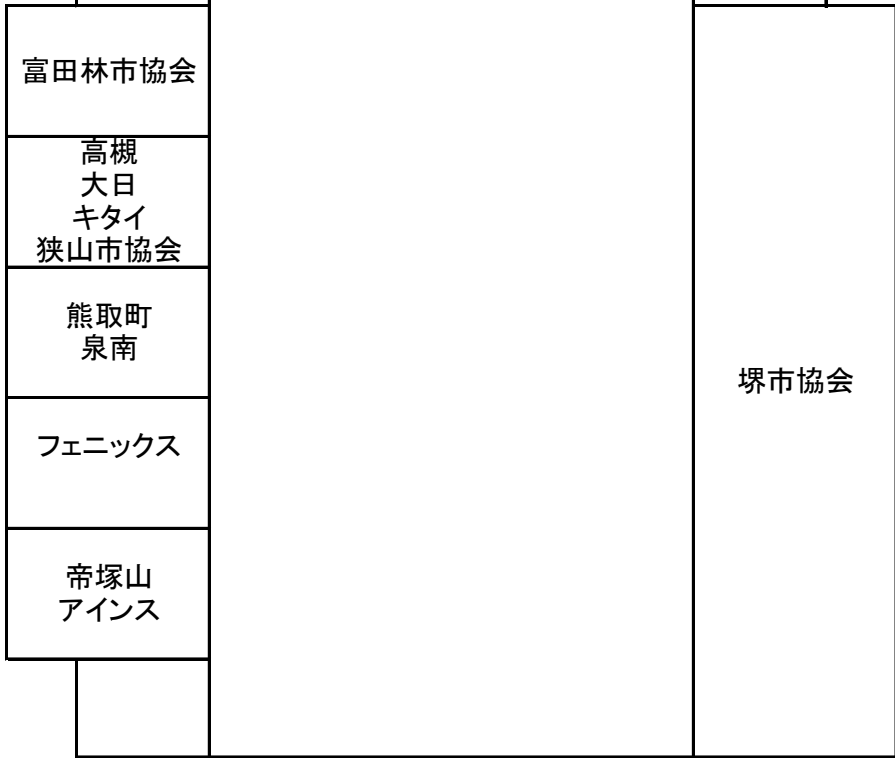 富田林市協会
高槻
大日
キタイ
狭山市協会
熊取町
泉南
フェニックス
帝塚山
アインス
堺市協会